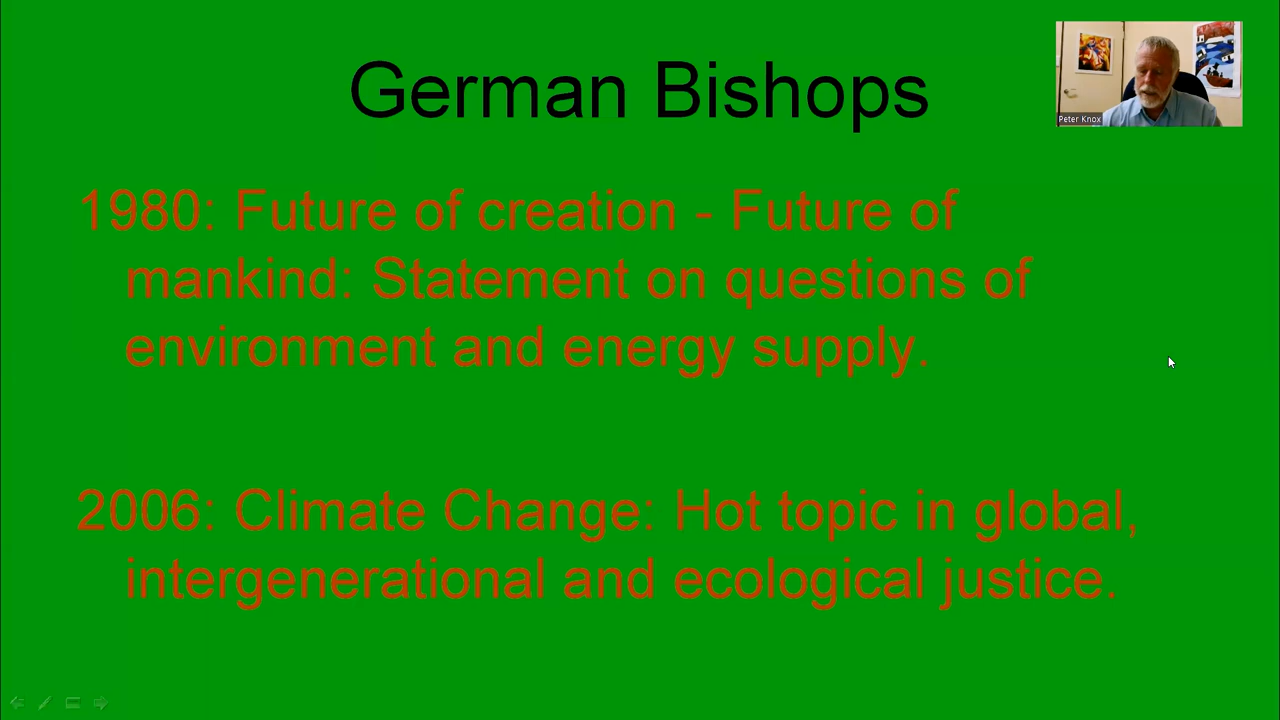 German Bishops
Peter Knox
1980: Future of creation - Future of
mankind: Statement on questions of
environment and energy supply.
2006: Climate Change: Hot topic in global,
intergenerational and ecological justice.